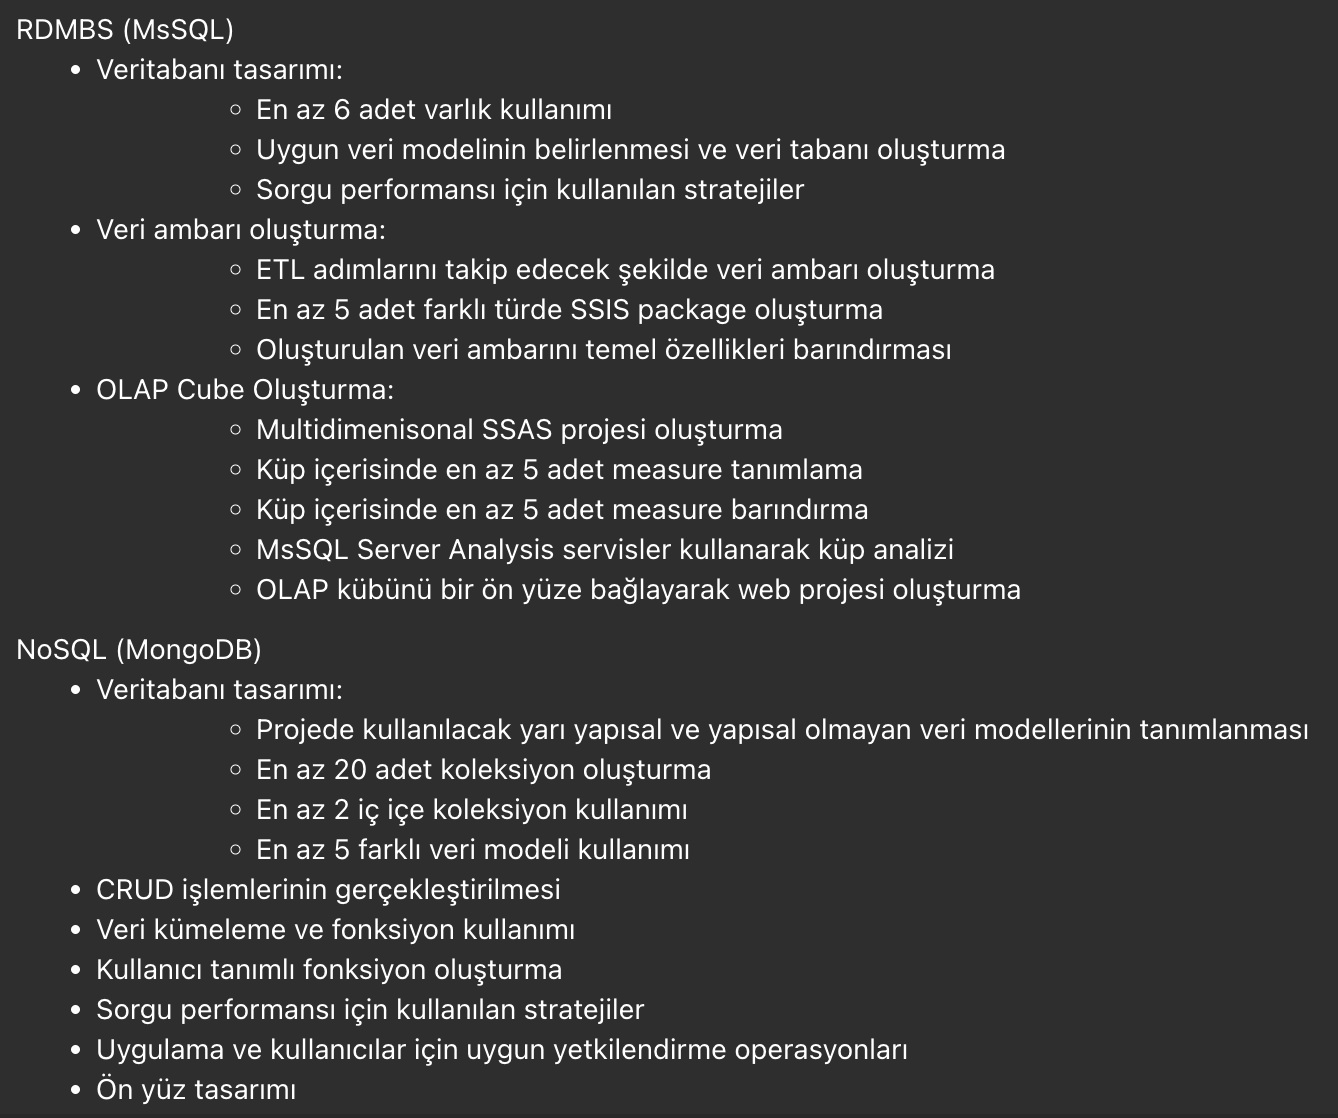 RDMBS (MsSQL)
• Veritabanı tasarımı:
◦ En az 6 adet varlık kullanımı
◦ Uygun veri modelinin belirlenmesi ve veri tabanı oluşturma
◦ Sorgu performansı için kullanılan stratejiler
• Veri ambarı oluşturma:
◦ ETL adımlarını takip edecek şekilde veri ambarı oluşturma
◦ En az 5 adet farklı türde SSIS package oluşturma
◦ Oluşturulan veri ambarını temel özellikleri barındırması
• OLAP Cube Oluşturma:
◦ Multidimenisonal SSAS projesi oluşturma
◦ Küp içerisinde en az 5 adet measure tanımlama
◦ Küp içerisinde en az 5 adet measure barındırma
◦ MsSQL Server Analysis servisler kullanarak küp analizi
◦ OLAP kübünü bir ön yüze bağlayarak web projesi oluşturma
NoSQL (MongoDB)
• Veritabanı tasarımı:
◦ Projede kullanılacak yarı yapısal ve yapısal olmayan veri modellerinin tanımlanması
◦ En az 20 adet koleksiyon oluşturma
◦ En az 2 iç içe koleksiyon kullanımı
◦ En az 5 farklı veri modeli kullanımı
• CRUD işlemlerinin gerçekleştirilmesi
• Veri kümeleme ve fonksiyon kullanımı
• Kullanıcı tanımlı fonksiyon oluşturma
• Sorgu performansı için kullanılan stratejiler
• Uygulama ve kullanıcılar için uygun yetkilendirme operasyonları
• Ön yüz tasarımı